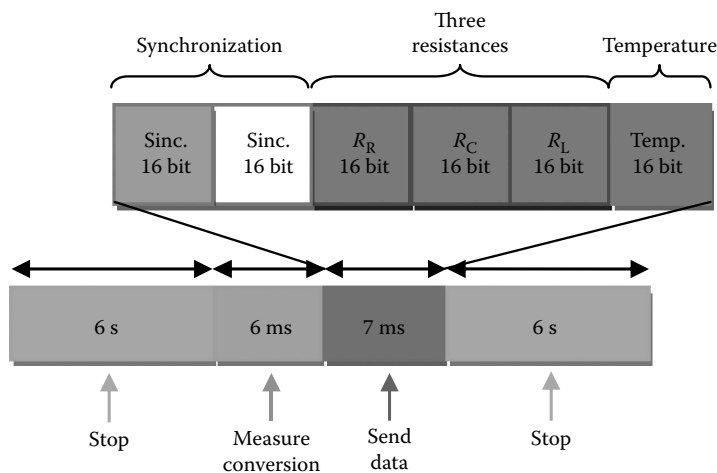 Synchronization
Three
resistances
Temperature
Sinc.
16 bit
Sinc.
16 bit
R_R
16 bit
R_C
16 bit
R_L
16 bit
Temp.
16 bit
6 s
6 ms
7 ms
6 s
Stop
Measure
conversion
Send
data
Stop